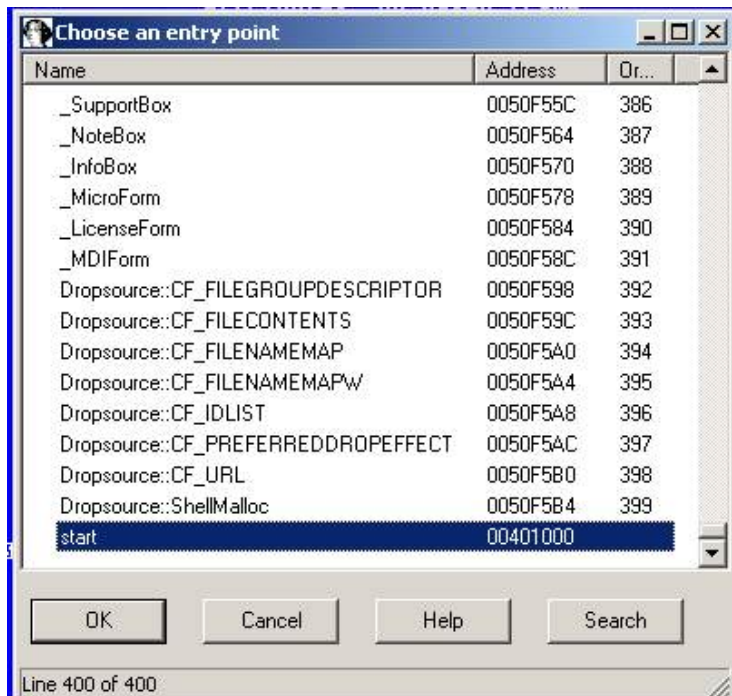 Choose an entry point
Name Address Or...
_SupportBox 0050F55C 386
_NoteBox 0050F564 387
_InfoBox 0050F570 388
_MicroForm 0050F578 389
_LicenseForm 0050F584 390
_MDIForm 0050F58C 391
Dropsource::CF_FILEGROUPDESCRIPTOR 0050F598 392
Dropsource::CF_FILECONTENTS 0050F59C 393
Dropsource::CF_FILENAMEMAP 0050F5A0 394
Dropsource::CF_FILENAMEMAPW 0050F5A4 395
Dropsource::CF_IDLIST 0050F5A8 396
Dropsource::CF_PREFERREDDROPEFFECT 0050F5AC 397
Dropsource::CF_URL 0050F5B0 398
Dropsource::ShellMalloc 0050F5B4 399
start 00401000
OK Cancel Help Search
Line 400 of 400